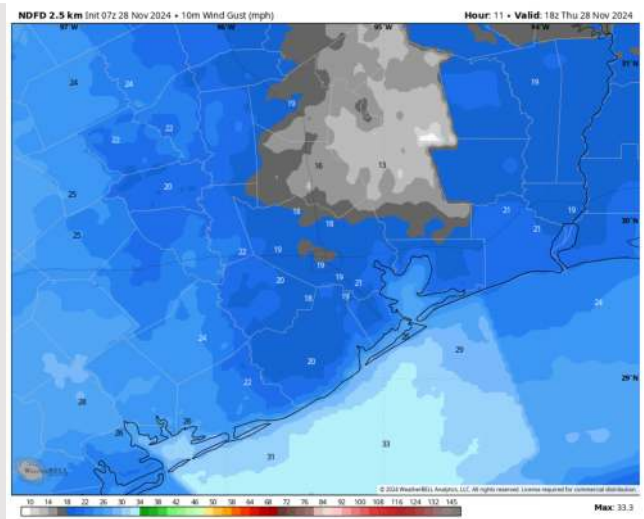 NDFD 2.5 km Init 07z 28 Nov 2024 • 10m Wind Gust (mph) Hour: 11 • Valid: 18z Thu 28 Nov 2024
97°W 96°W 95°W 94°W
31°N
24 24 19 19
22 22
20 16 13
25 18 18 21 19 30°N
25 22 19 21
19
20 19 21
18 19 24
24 29
20 29°N
22
28
28 28
31 33
WeatherBELL
© 2024 WeatherBELL Analytics, LLC. All rights reserved. License required for commercial distribution.
10 14 18 22 26 30 34 38 42 46 50 54 58 64 68 72 76 84 92 100 108 116 124 132 145
Max: 33.3